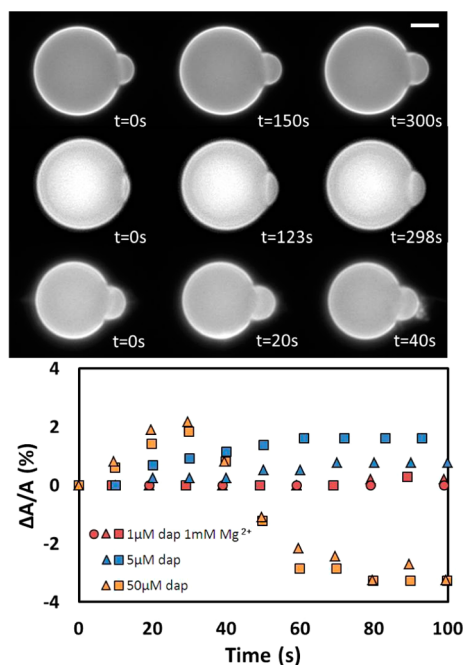 t=0s t=150s t=300s
t=0s t=123s t=298s
t=0s t=20s t=40s
4
2
0
-2
-4
ΔA/A (%)
1μM dap 1mM Mg²⁺
5μM dap
50μM dap
0 20 40 60 80 100
Time (s)